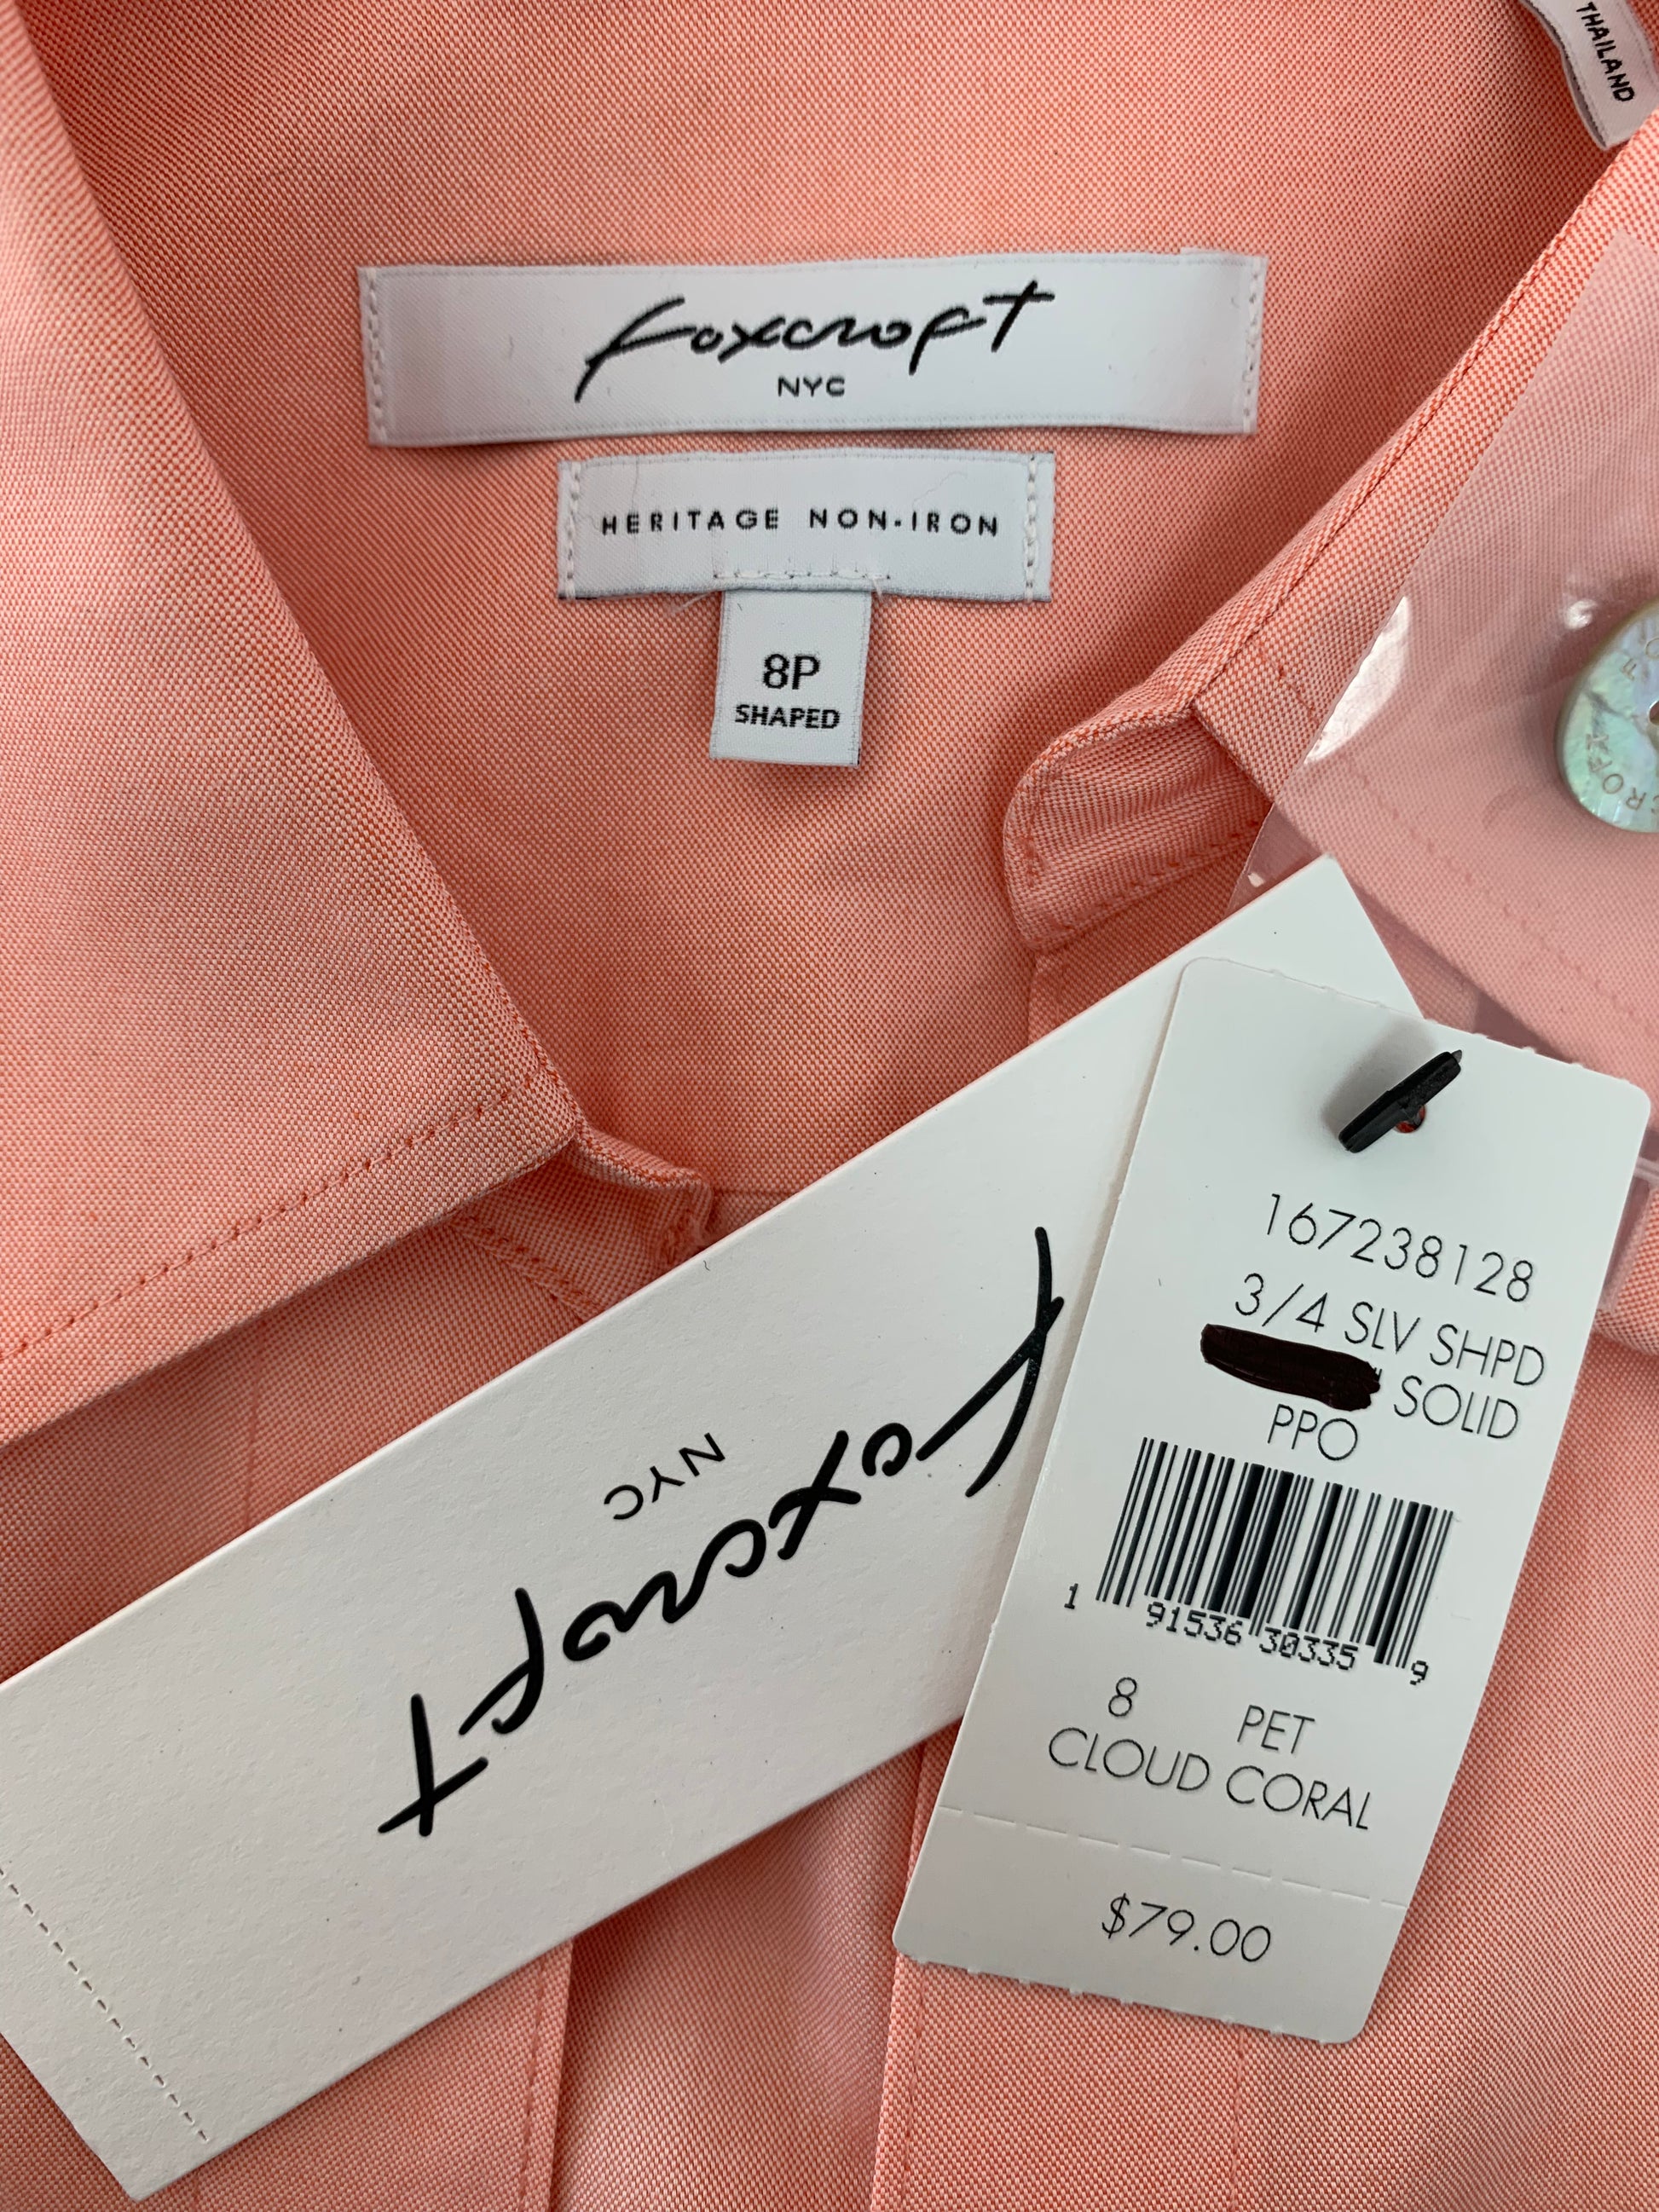 THAILAND
Foxcroft
NYC
HERITAGE NON-IRON
8P
SHAPED
Foxcroft
NYC
167238128
3/4 SLV SHPD
SOLID
PPO
1 91536 30335 9
8 PET
CLOUD CORAL
$79.00